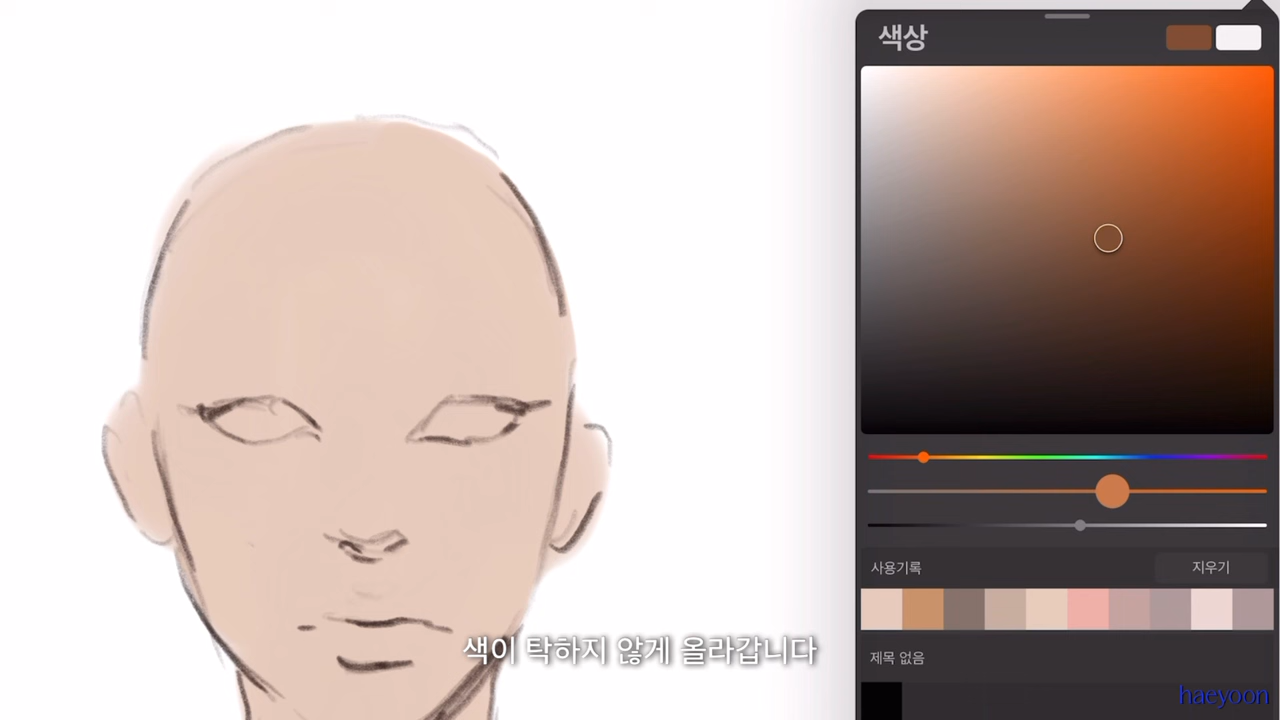 색상
사용기록
지우기
색이 탁하지 않게 올라갑니다
제목 없음
haeyoon